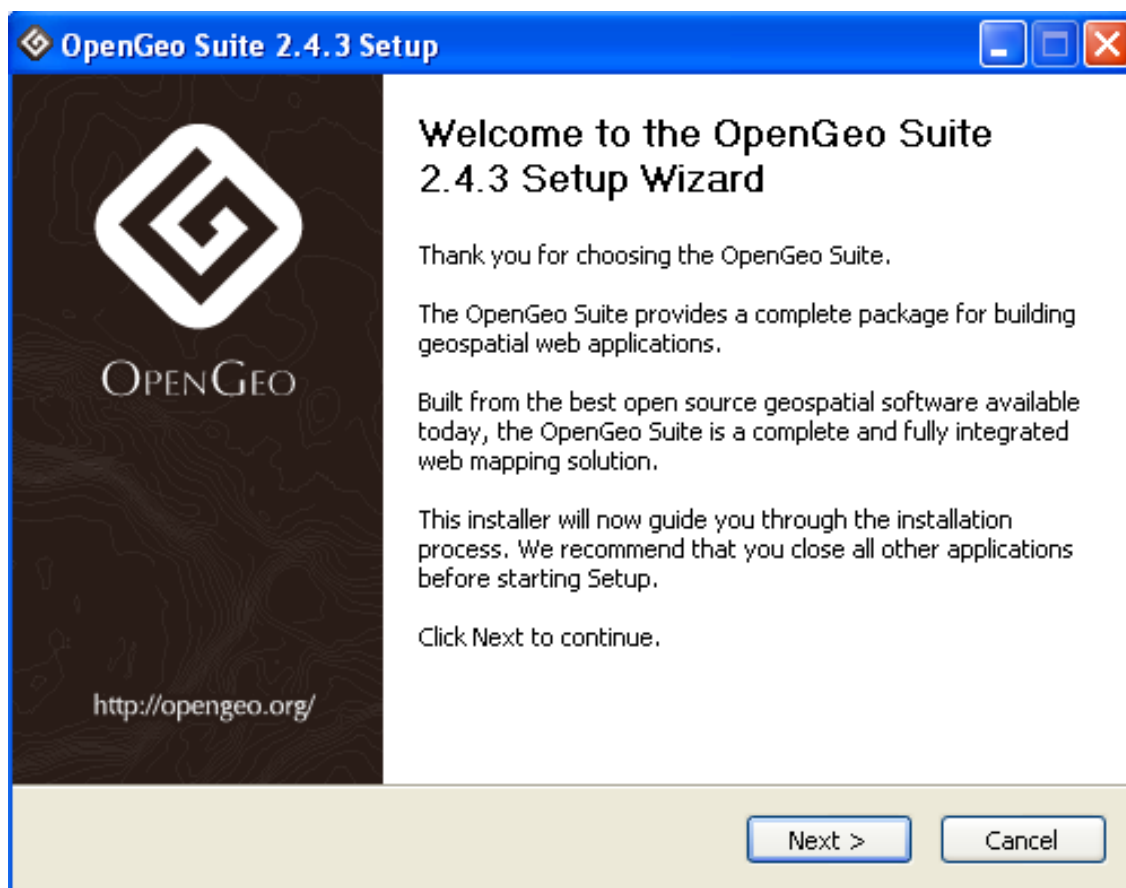 OpenGeo Suite 2.4.3 Setup
Welcome to the OpenGeo Suite
2.4.3 Setup Wizard
Thank you for choosing the OpenGeo Suite.
The OpenGeo Suite provides a complete package for building
geospatial web applications.
Built from the best open source geospatial software available
today, the OpenGeo Suite is a complete and fully integrated
web mapping solution.
This installer will now guide you through the installation
process. We recommend that you close all other applications
before starting Setup.
Click Next to continue.
OPENGEO
http://opengeo.org/
Next >
Cancel